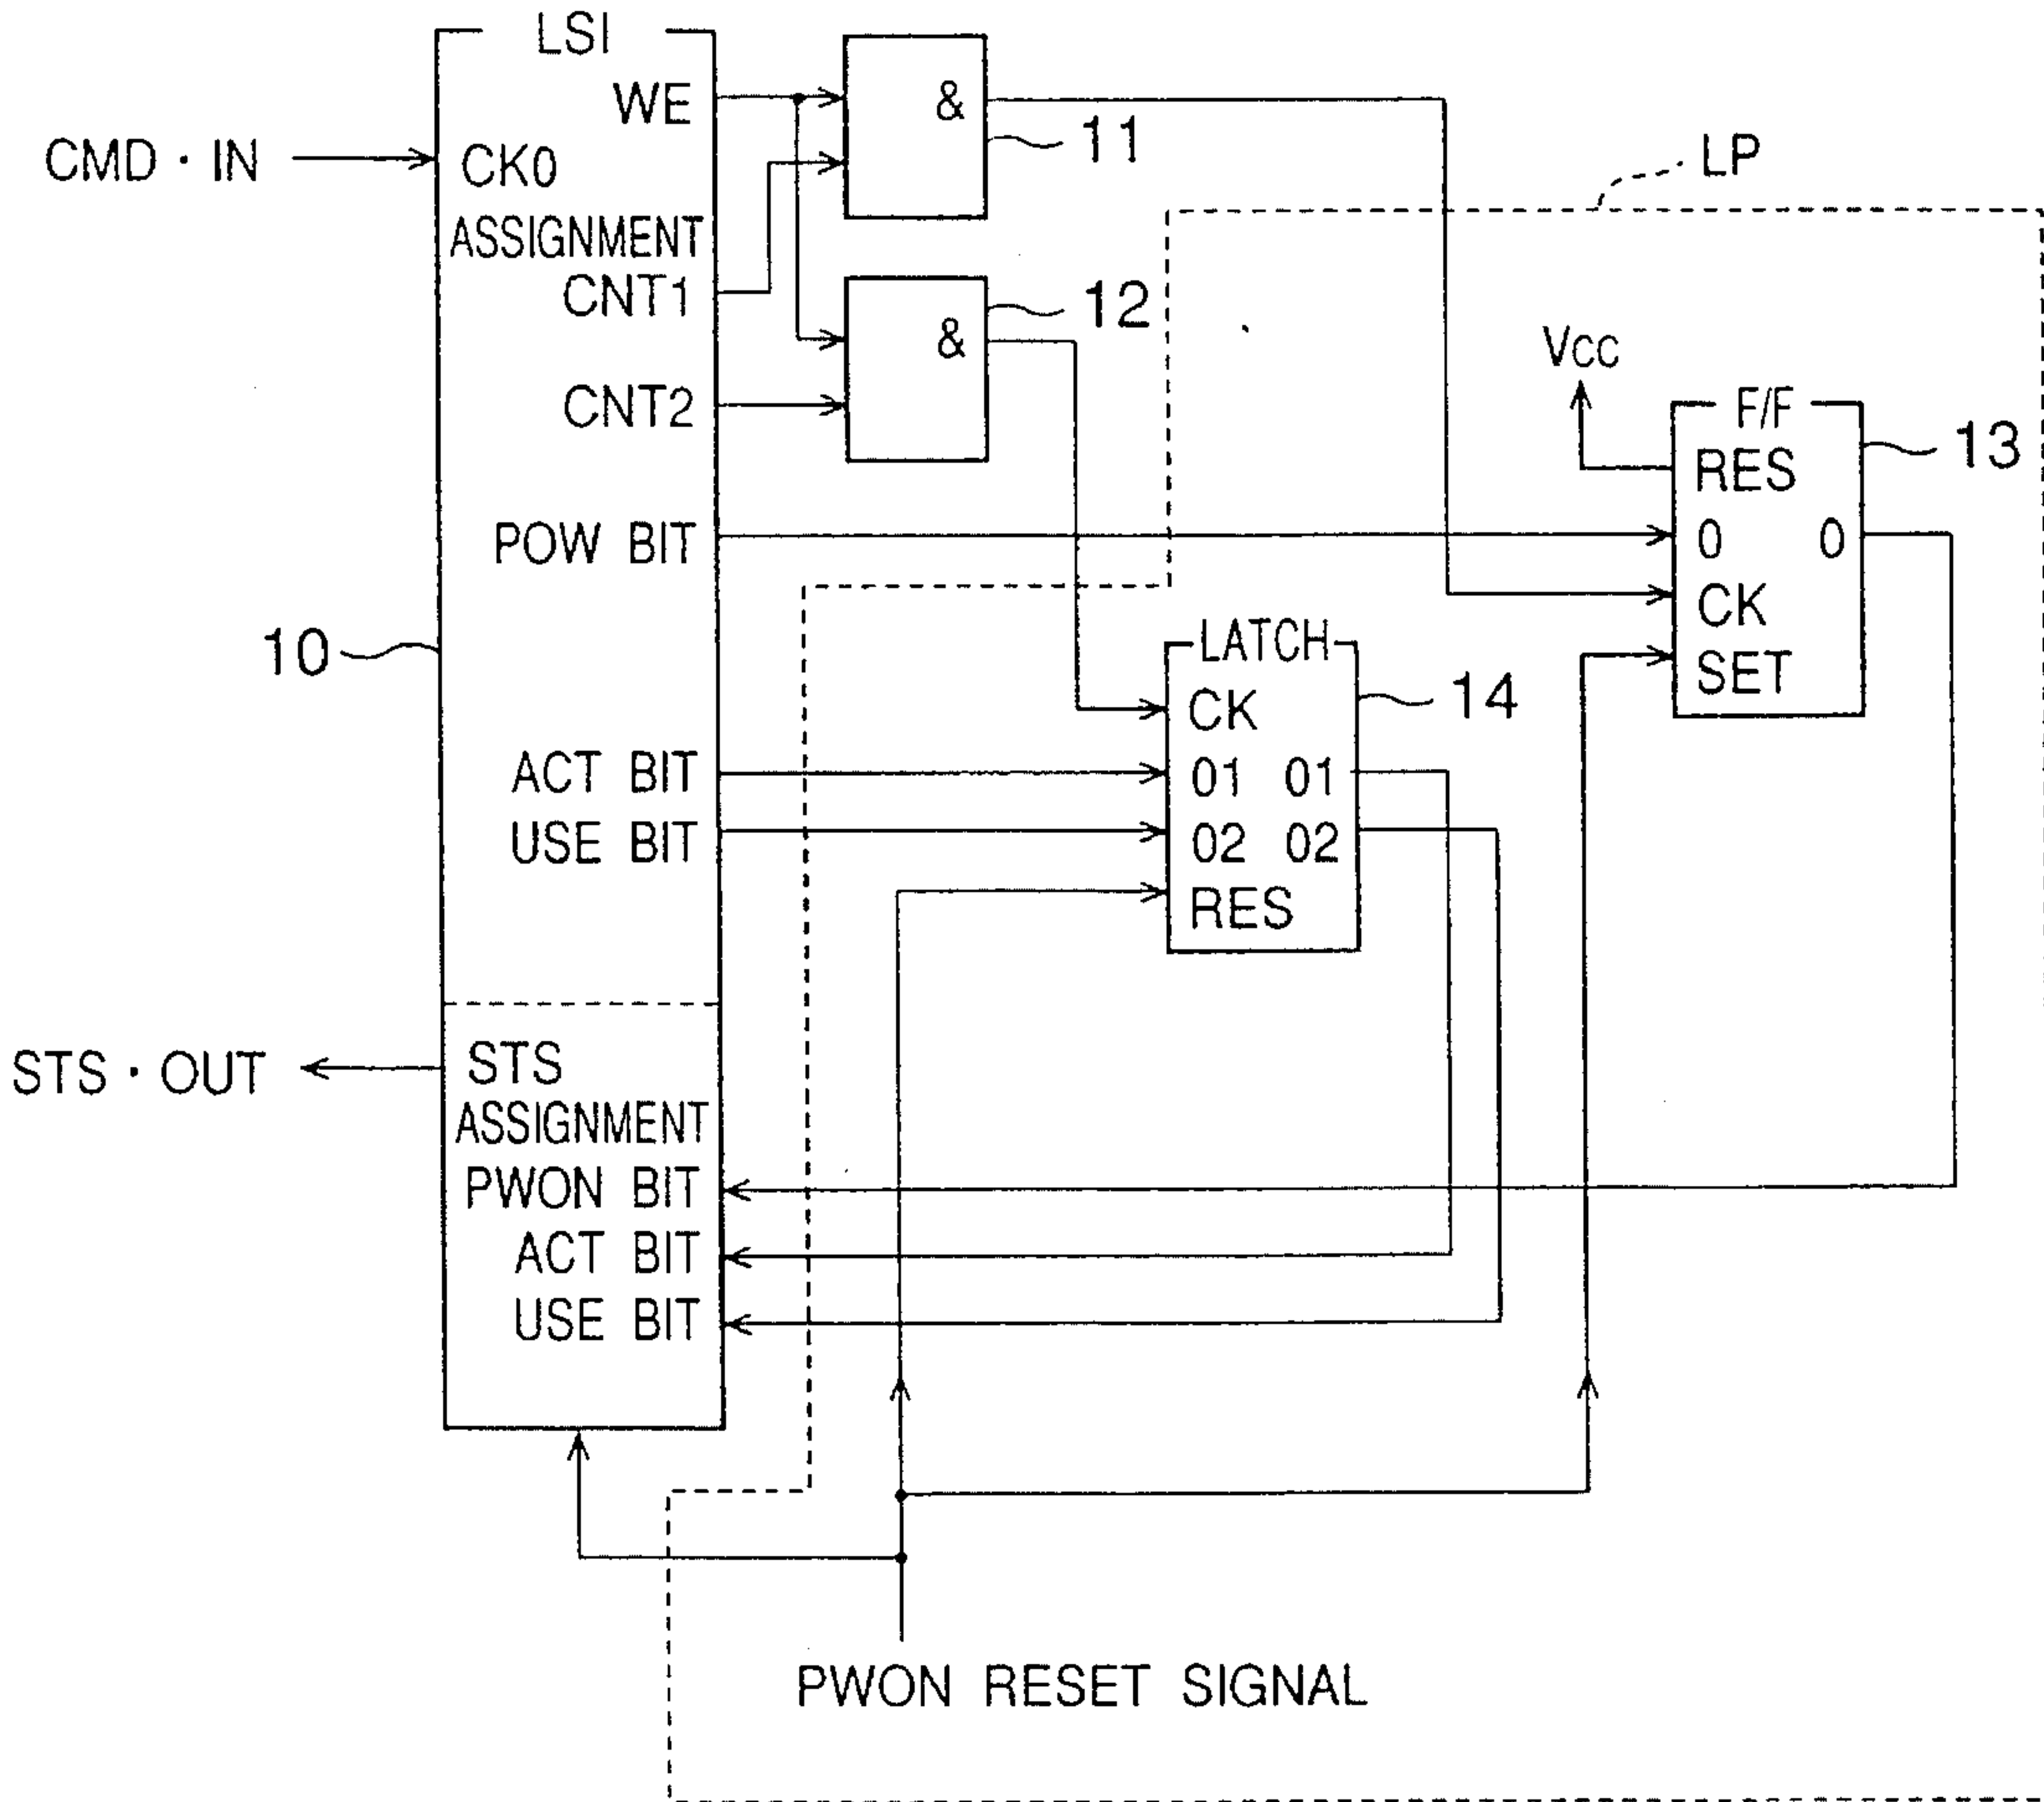 LSI
WE
&
11
CMD・IN
CK0
ASSIGNMENT
LP
CNT1
12
&
CNT2
Vcc
F/F
13
RES
POW BIT
0 0
CK
SET
10
LATCH
14
CK
ACT BIT
01 01
USE BIT
02 02
RES
STS・OUT
STS
ASSIGNMENT
PWON BIT
ACT BIT
USE BIT
PWON RESET SIGNAL